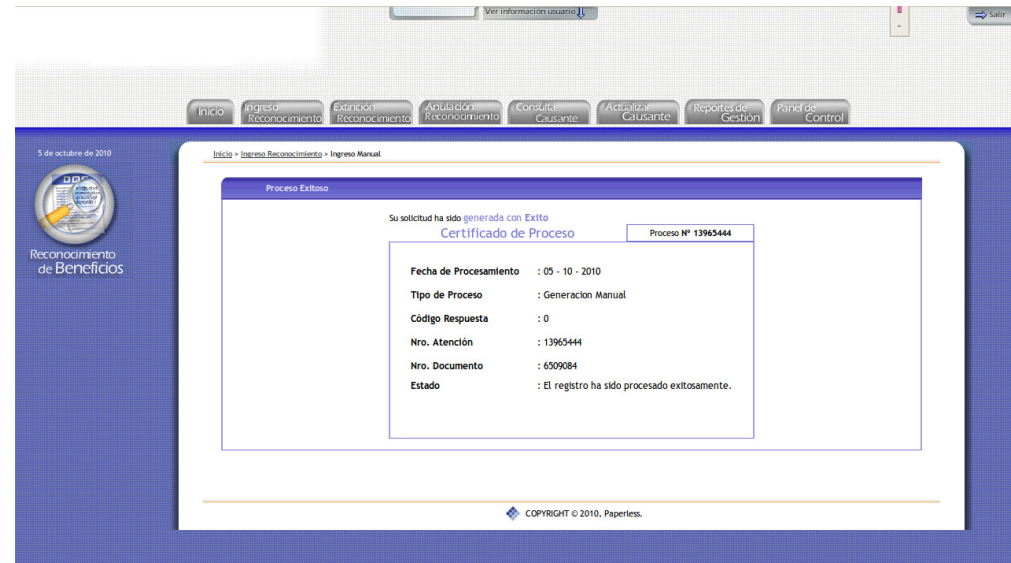 Ver información usuario
Salir
-
Inicio
Ingreso Reconocimiento
Extinción Reconocimiento
Anulación Reconocimiento
Consulta Causante
Actualizar Causante
Reportes de Gestión
Panel de Control
5 de octubre de 2010
Inicio > Ingreso Reconocimiento > Ingreso Manual
Reconocimiento
de Beneficios
Proceso Exitoso
Su solicitud ha sido generada con Exito
Certificado de Proceso
Proceso Nº 13965444
Fecha de Procesamiento : 05 - 10 - 2010
Tipo de Proceso : Generacion Manual
Código Respuesta : 0
Nro. Atención : 13965444
Nro. Documento : 6509084
Estado : El registro ha sido procesado exitosamente.
COPYRIGHT © 2010, Paperless.